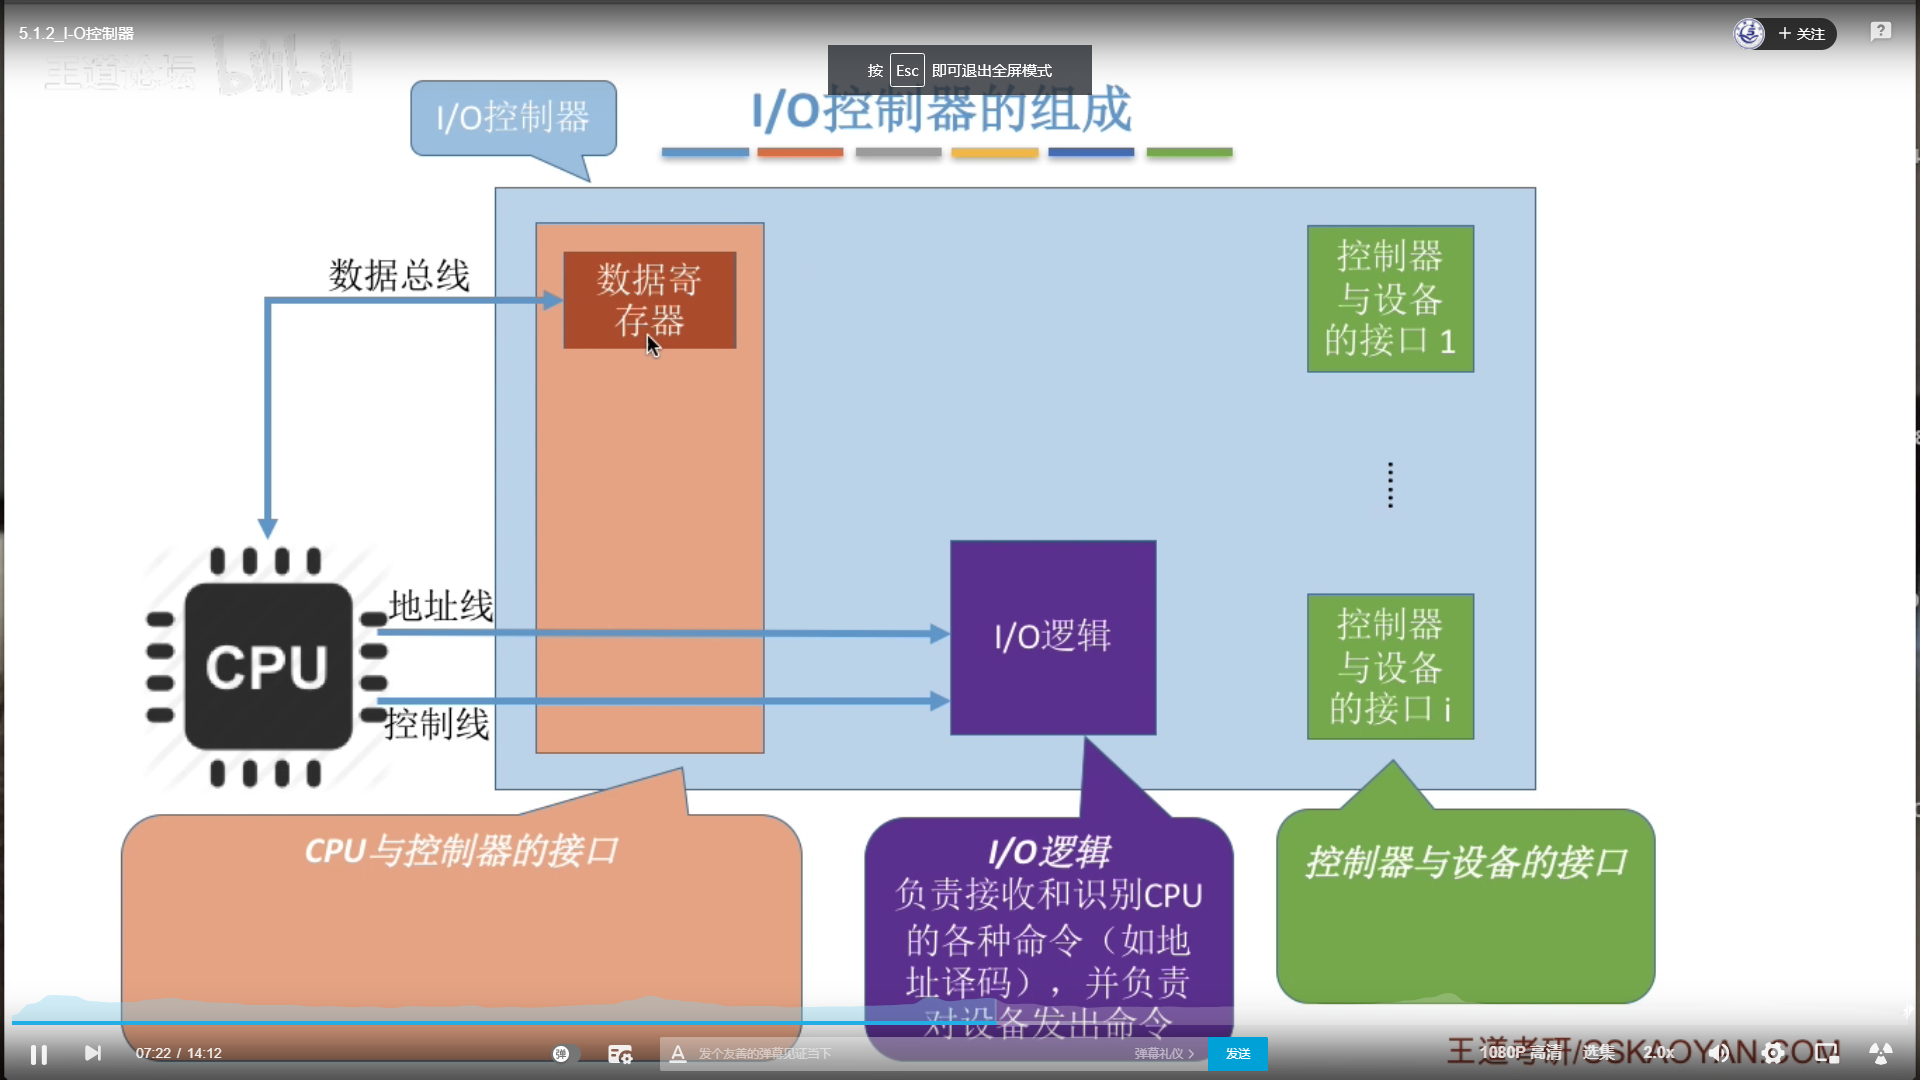 5.1.2_I-O控制器
+ 关注
?
王道论坛 bilibili
按 Esc 即可退出全屏模式
I/O控制器
I/O控制器的组成
数据总线
数据寄
存器
控制器
与设备
的接口 1
地址线
CPU
控制线
I/O逻辑
控制器
与设备
的接口 i
CPU与控制器的接口
I/O逻辑
负责接收和识别CPU
的各种命令（如地
址译码），并负责
对设备发出命令
控制器与设备的接口
王道考研/CSKAOYAN.COM
07:22 / 14:12
弹
A 发个友善的弹幕见证当下
弹幕礼仪 >
发送
1080P 高清
选集
2.0x